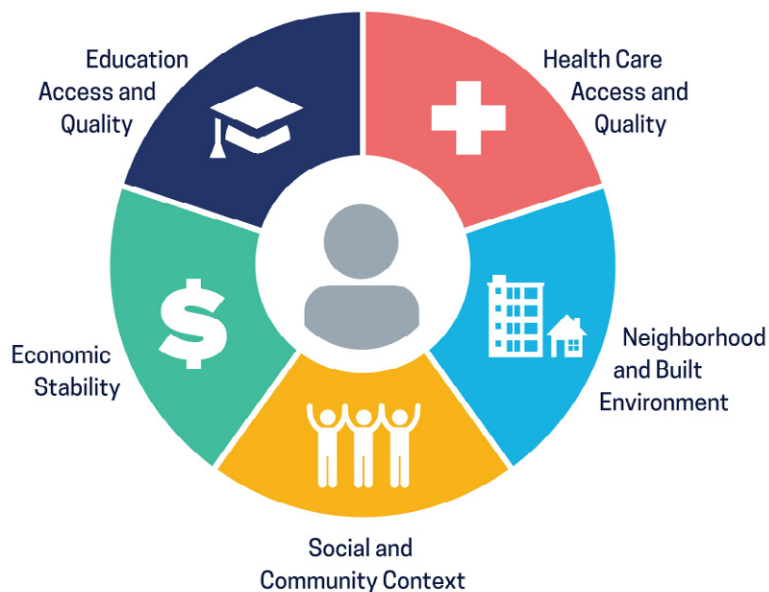 Education
Access and
Quality
Health Care
Access and
Quality
Economic
Stability
Neighborhood
and Built
Environment
Social and
Community Context